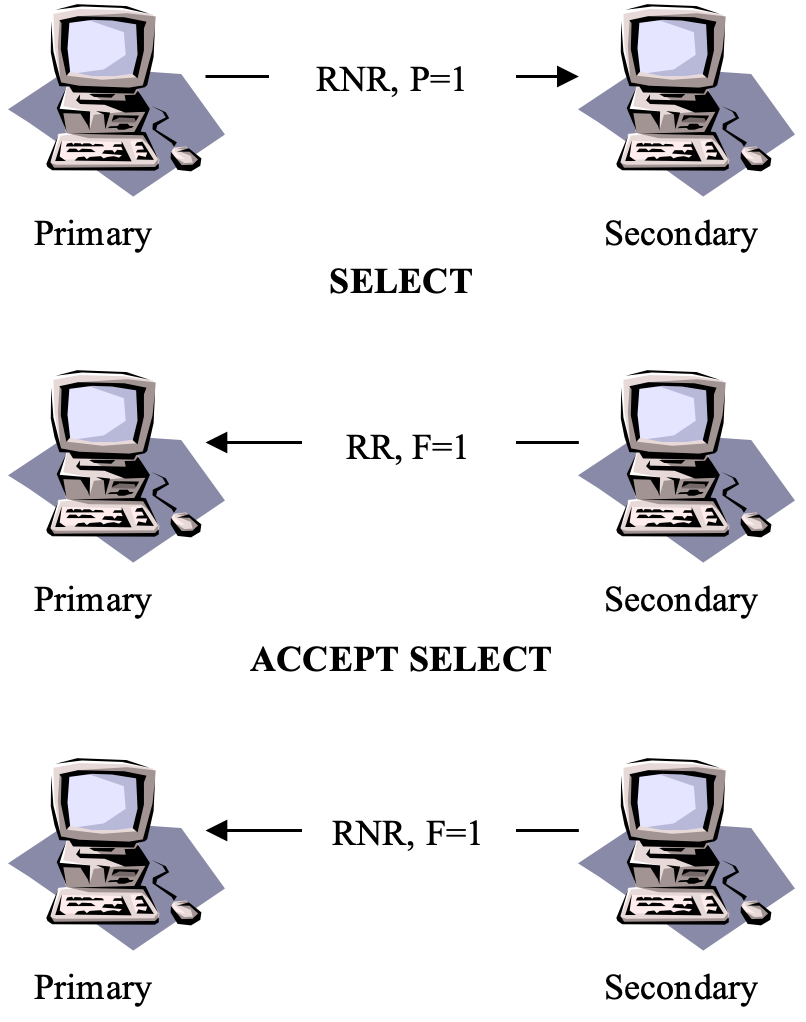 RNR, P=1
Primary Secondary
SELECT
RR, F=1
Primary Secondary
ACCEPT SELECT
RNR, F=1
Primary Secondary